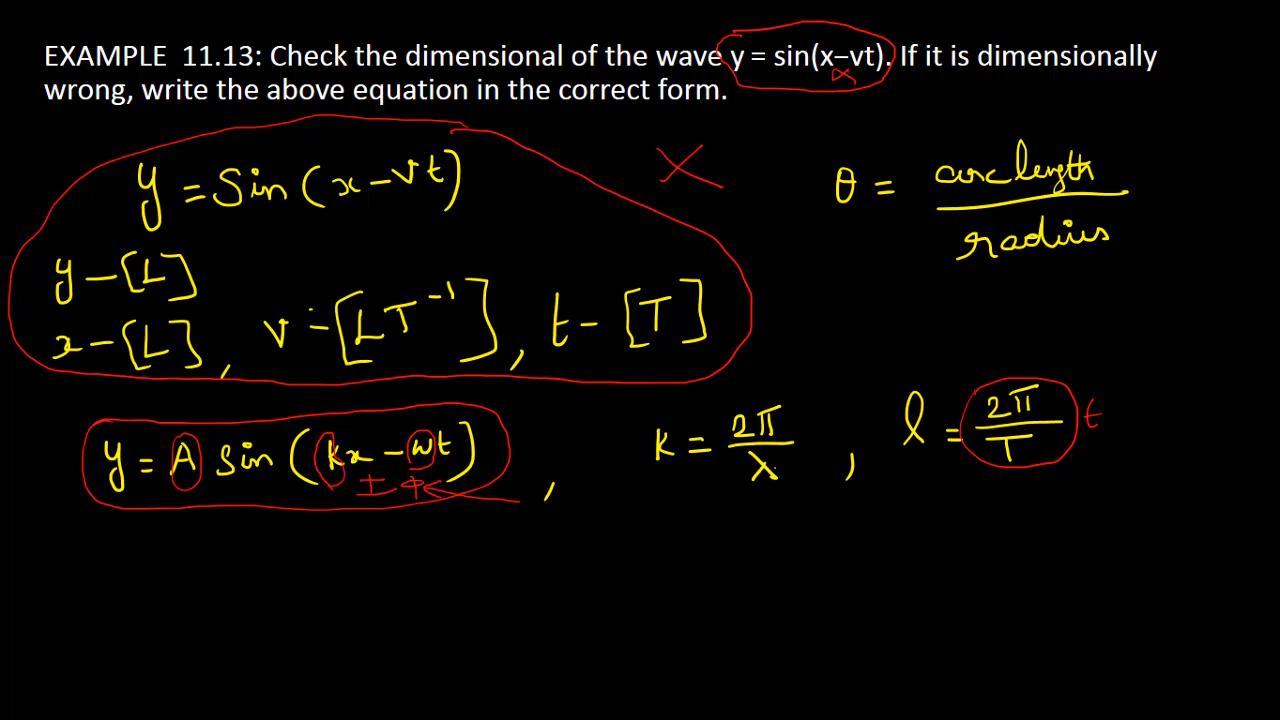 EXAMPLE 11.13: Check the dimensional of the wave y = sin(x−vt). If it is dimensionally
wrong, write the above equation in the correct form.
y = Sin (x − vt)
θ = arc length / radius
y − [L]
x − [L], v − [LT⁻¹], t − [T]
y = A sin (kx − ωt) ± φ, k = 2π/λ, l = 2π/T t